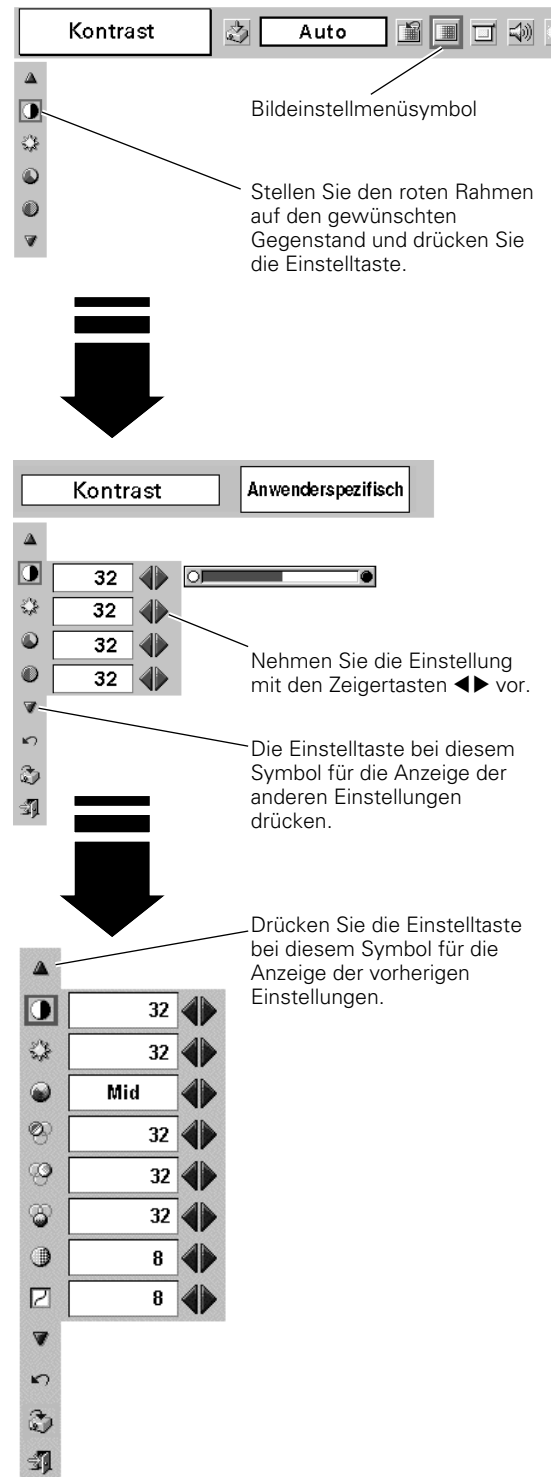 Kontrast Auto
Bildeinstellmenüsymbol
Stellen Sie den roten Rahmen
auf den gewünschten
Gegenstand und drücken Sie
die Einstelltaste.
Kontrast Anwenderspezifisch
32
32
32
32
Nehmen Sie die Einstellung
mit den Zeigertasten ◀▶ vor.
Die Einstelltaste bei diesem
Symbol für die Anzeige der
anderen Einstellungen
drücken.
Drücken Sie die Einstelltaste
bei diesem Symbol für die
Anzeige der vorherigen
Einstellungen.
32
32
Mid
32
32
32
8
8